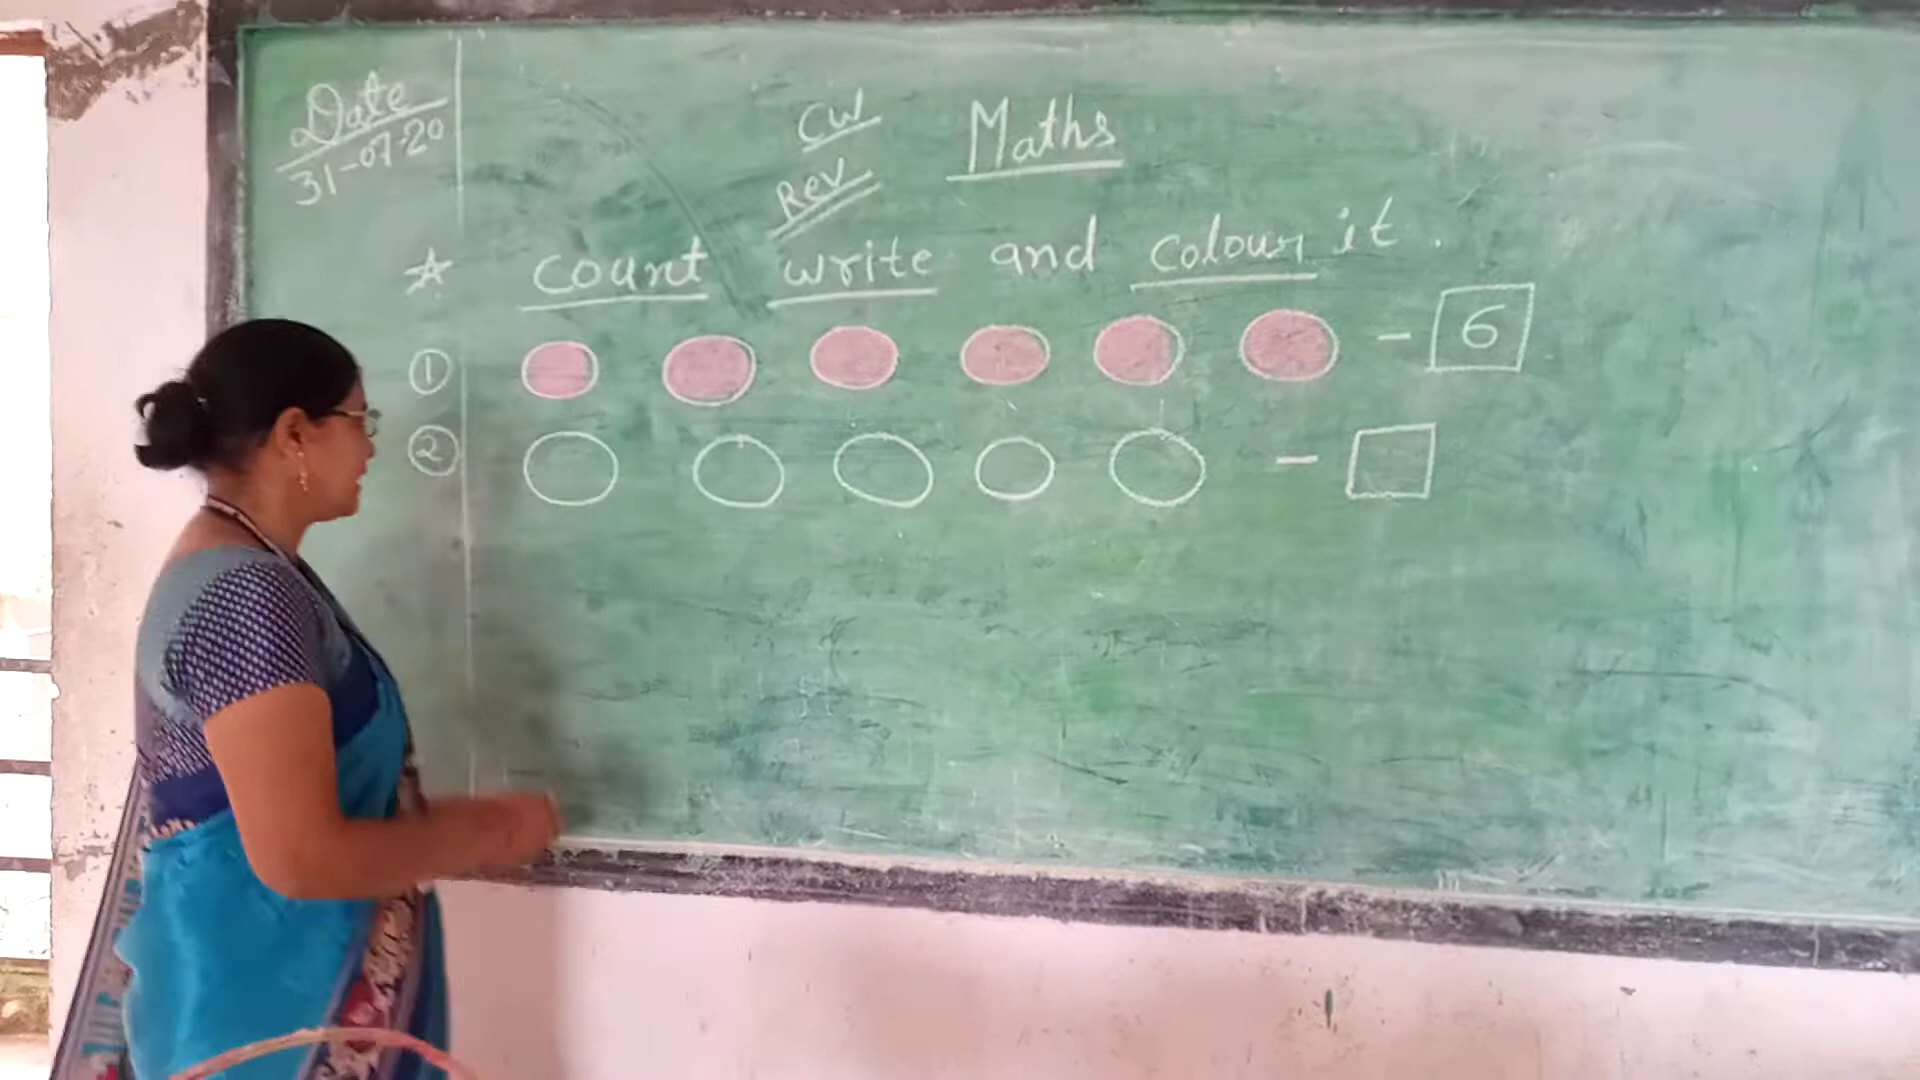 Date
31-07-20
CW
Rev
Maths
☆ count write and colour it.
① - 6
② -